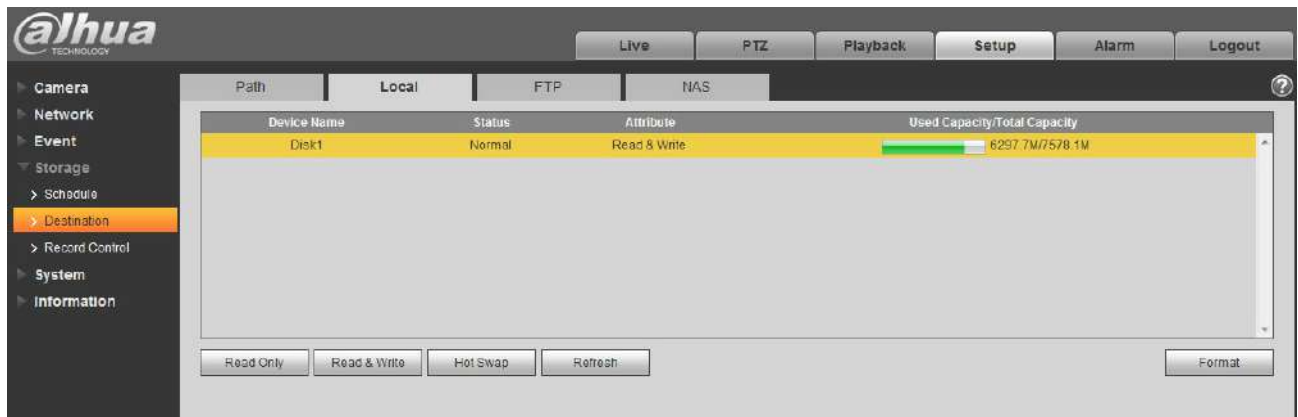 alhua
TECHNOLOGY
Live PTZ Playback Setup Alarm Logout
Camera
Network
Event
Storage
Schedule
Destination
Record Control
System
Information
Path Local FTP NAS
?
Device Name Status Attribute Used Capacity/Total Capacity
Disk1 Normal Read & Write 6297.7M/7578.1M
Read Only Read & Write Hot Swap Refresh Format